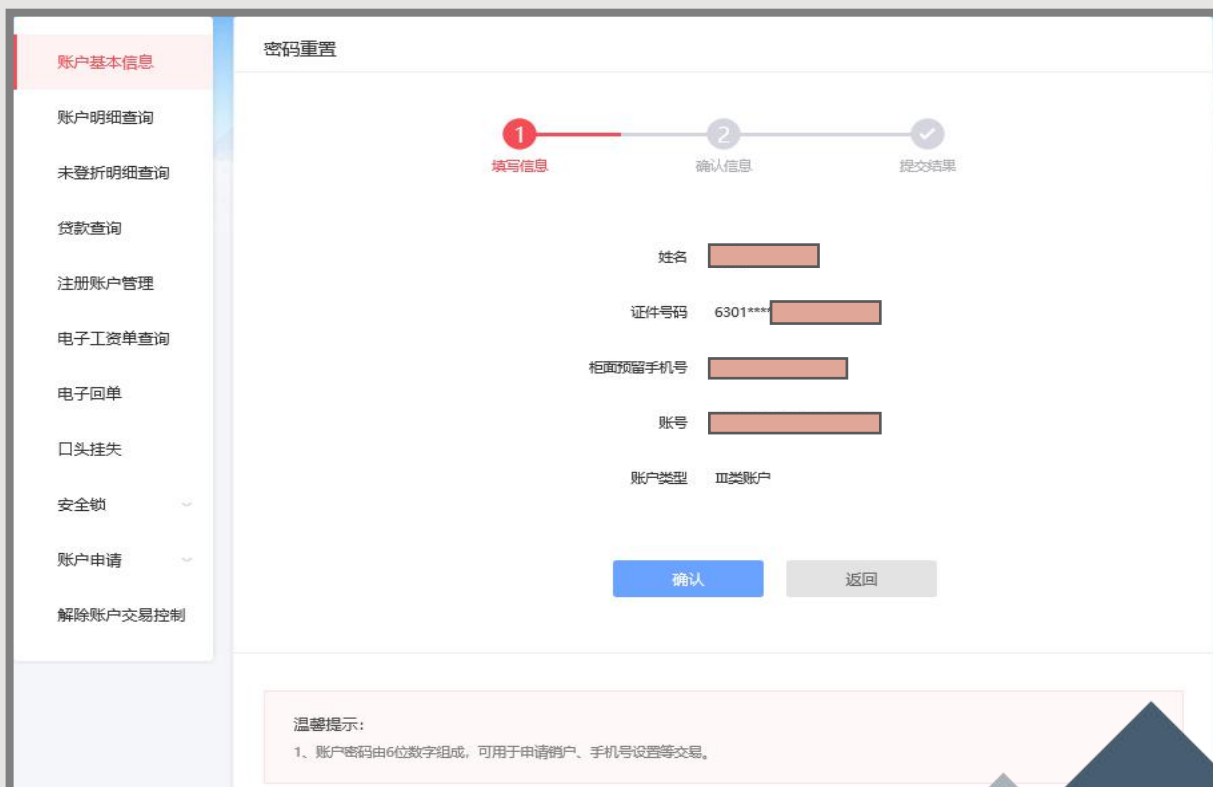 密码重置
账户基本信息
账户明细查询
未登折明细查询
贷款查询
注册账户管理
电子工资单查询
电子回单
口头挂失
安全锁
账户申请
解除账户交易控制
1
2
填写信息
确认信息
提交结果
姓名
证件号码 6301****
柜面预留手机号
账号
账户类型 III类账户
确认 返回
温馨提示：
1、账户密码由6位数字组成，可用于申请销户、手机号设置等交易。